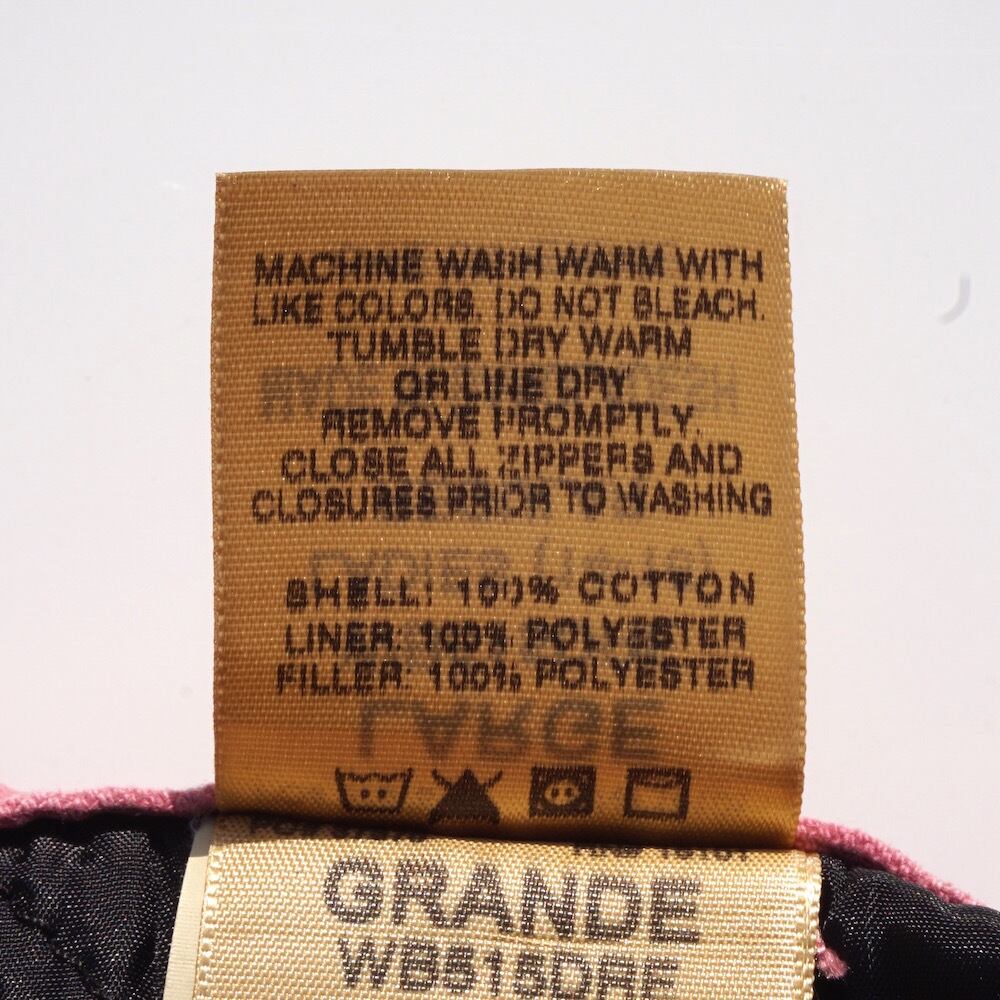 MACHINE WASH WARM WITH
LIKE COLORS. DO NOT BLEACH.
TUMBLE DRY WARM
OR LINE DRY
REMOVE PROMPTLY.
CLOSE ALL ZIPPERS AND
CLOSURES PRIOR TO WASHING
SHELL: 100% COTTON
LINER: 100% POLYESTER
FILLER: 100% POLYESTER
LARGE
GRANDE